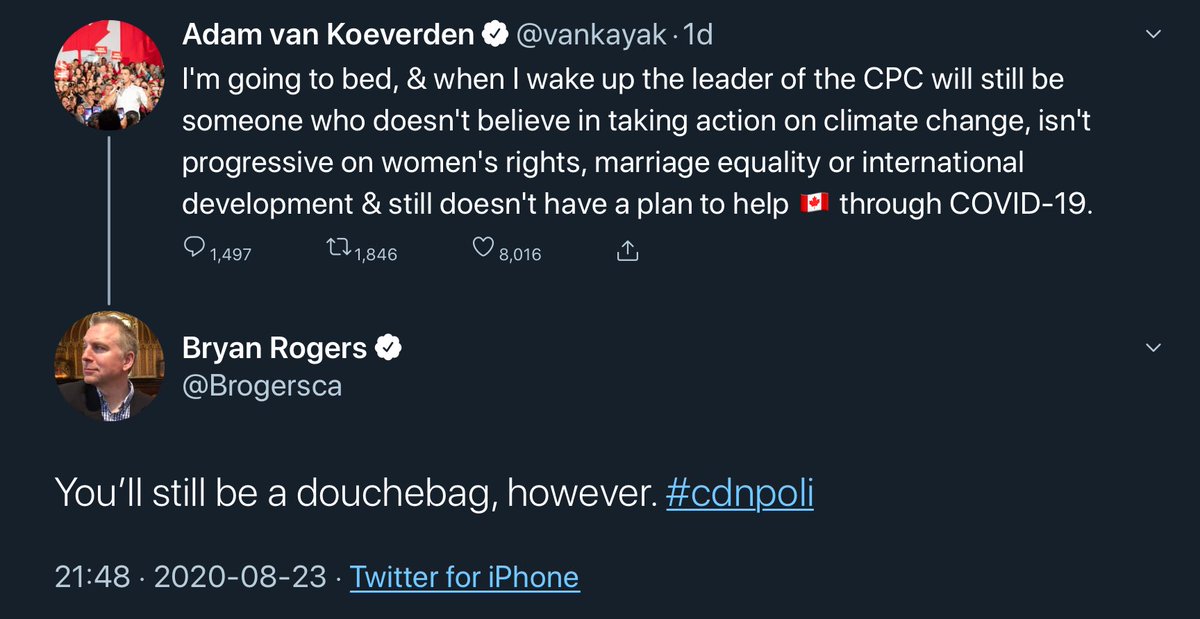 Adam van Koeverden @vankayak · 1d
I'm going to bed, & when I wake up the leader of the CPC will still be
someone who doesn't believe in taking action on climate change, isn't
progressive on women's rights, marriage equality or international
development & still doesn't have a plan to help 🇨🇦 through COVID-19.
1,497 1,846 8,016
Bryan Rogers
@Brogersca
You’ll still be a douchebag, however. #cdnpoli
21:48 · 2020-08-23 · Twitter for iPhone